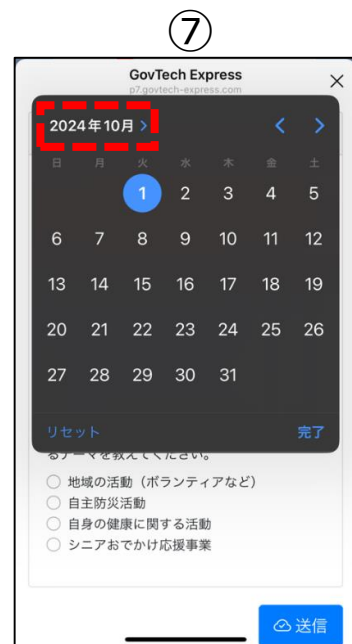 ⑦
GovTech Express
p7.govtech-express.com
2024年10月 >
日 月 火 水 木 金 土
1 2 3 4 5
6 7 8 9 10 11 12
13 14 15 16 17 18 19
20 21 22 23 24 25 26
27 28 29 30 31
リセット 完了
るテーマを教えてください。
地域の活動（ボランティアなど）
自主防災活動
自身の健康に関する活動
シニアおでかけ応援事業
送信